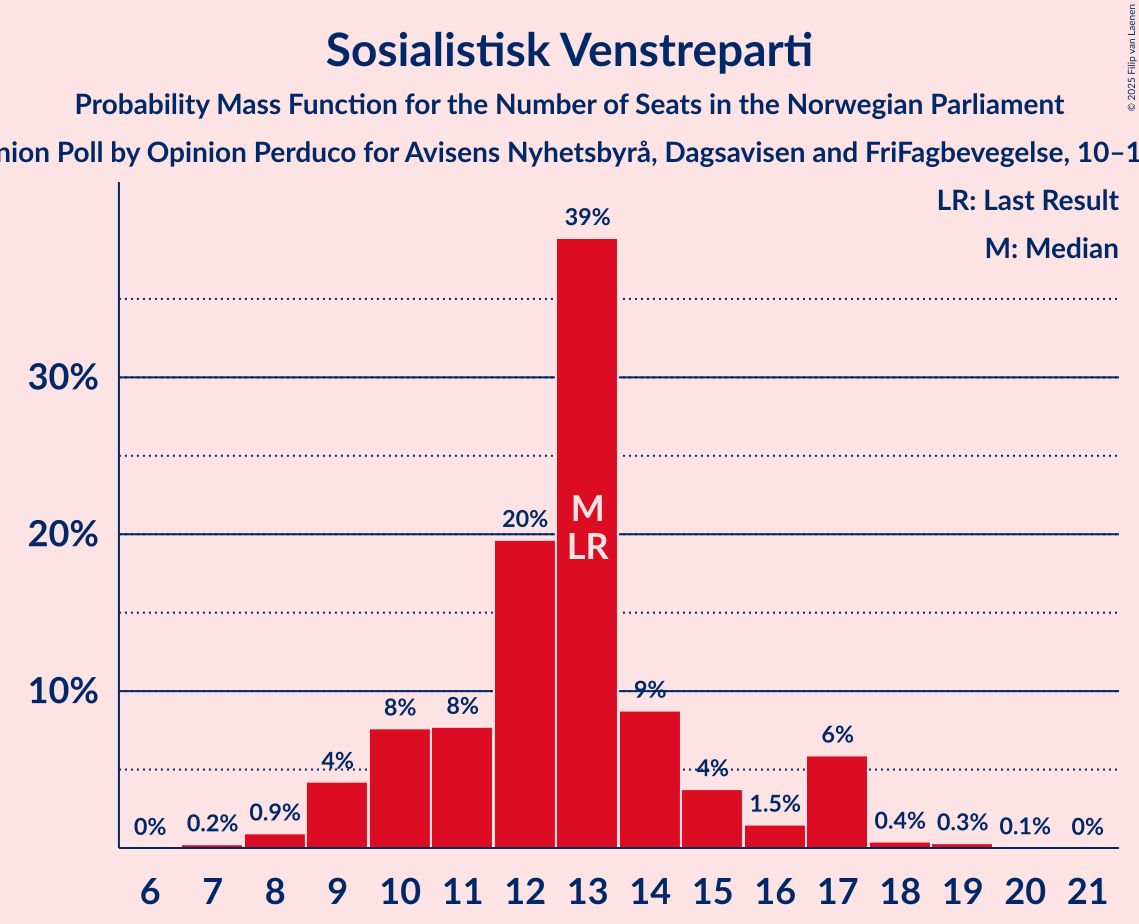 Sosialistisk Venstreparti
Probability Mass Function for the Number of Seats in the Norwegian Parliament
nion Poll by Opinion Perduco for Avisens Nyhetsbyrå, Dagsavisen and FriFagbevegelse, 10–1
© 2025 Filip van Laenen
LR: Last Result
M: Median
39%
30%
M
20%
20%
LR
10%
9%
8%
8%
6%
4%
4%
1.5%
0%
0.2%
0.9%
0.4%
0.3%
0.1%
0%
6 7 8 9 10 11 12 13 14 15 16 17 18 19 20 21